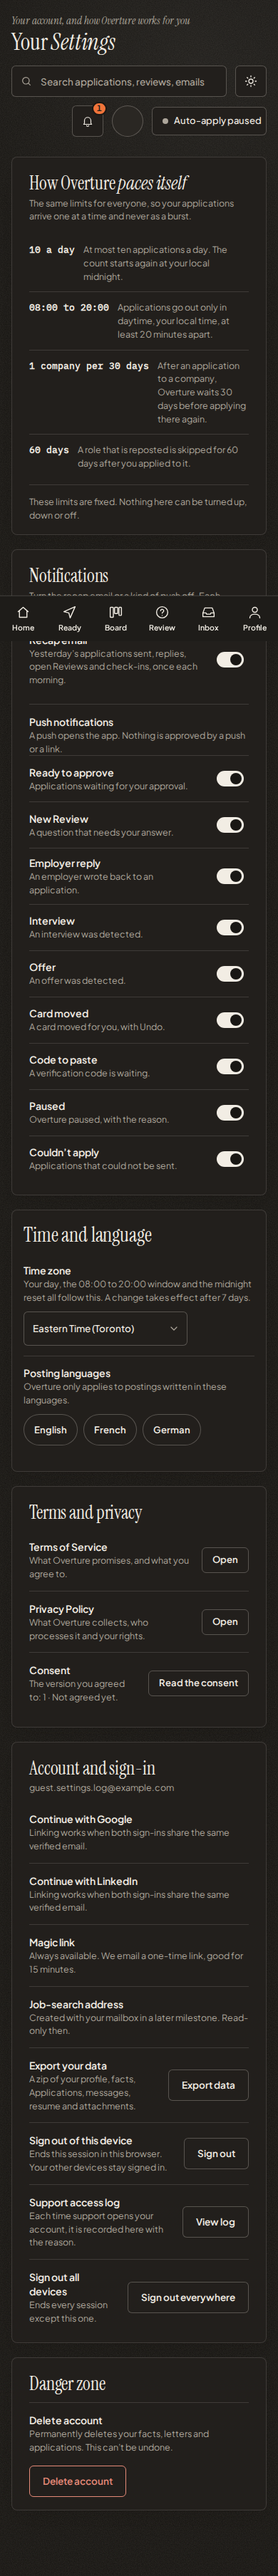 Your account, and how Overture works for you
Your Settings
Search applications, reviews, emails
1
Auto-apply paused
How Overture paces itself
The same limits for everyone, so your applications
arrive one at a time and never as a burst.
10 a day
At most ten applications a day. The
count starts again at your local
midnight.
08:00 to 20:00
Applications go out only in
daytime, your local time, at
least 20 minutes apart.
1 company per 30 days
After an application
to a company,
Overture waits 30
days before applying
there again.
60 days
A role that is reposted is skipped for 60
days after you applied to it.
These limits are fixed. Nothing here can be turned up,
down or off.
Notifications
Home
Ready
Board
Review
Inbox
Profile
Recap email
Yesterday's applications sent, replies,
open Reviews and check-ins, once each
morning.
Push notifications
A push opens the app. Nothing is approved by a push
or a link.
Ready to approve
Applications waiting for your approval.
New Review
A question that needs your answer.
Employer reply
An employer wrote back to an
application.
Interview
An interview was detected.
Offer
An offer was detected.
Card moved
A card moved for you, with Undo.
Code to paste
A verification code is waiting.
Paused
Overture paused, with the reason.
Couldn't apply
Applications that could not be sent.
Time and language
Time zone
Your day, the 08:00 to 20:00 window and the midnight
reset all follow this. A change takes effect after 7 days.
Eastern Time (Toronto)
Posting languages
Overture only applies to postings written in these
languages.
English
French
German
Terms and privacy
Terms of Service
What Overture promises, and what you
agree to.
Open
Privacy Policy
What Overture collects, who
processes it and your rights.
Open
Consent
The version you agreed
to: 1 · Not agreed yet.
Read the consent
Account and sign-in
guest.settings.log@example.com
Continue with Google
Linking works when both sign-ins share the same
verified email.
Continue with LinkedIn
Linking works when both sign-ins share the same
verified email.
Magic link
Always available. We email a one-time link, good for
15 minutes.
Job-search address
Created with your mailbox in a later milestone. Read-
only then.
Export your data
A zip of your profile, facts,
Applications, messages,
resume and attachments.
Export data
Sign out of this device
Ends this session in this browser.
Your other devices stay signed in.
Sign out
Support access log
Each time support opens your
account, it is recorded here with
the reason.
View log
Sign out all
devices
Ends every session
except this one.
Sign out everywhere
Danger zone
Delete account
Permanently deletes your facts, letters and
applications. This can't be undone.
Delete account